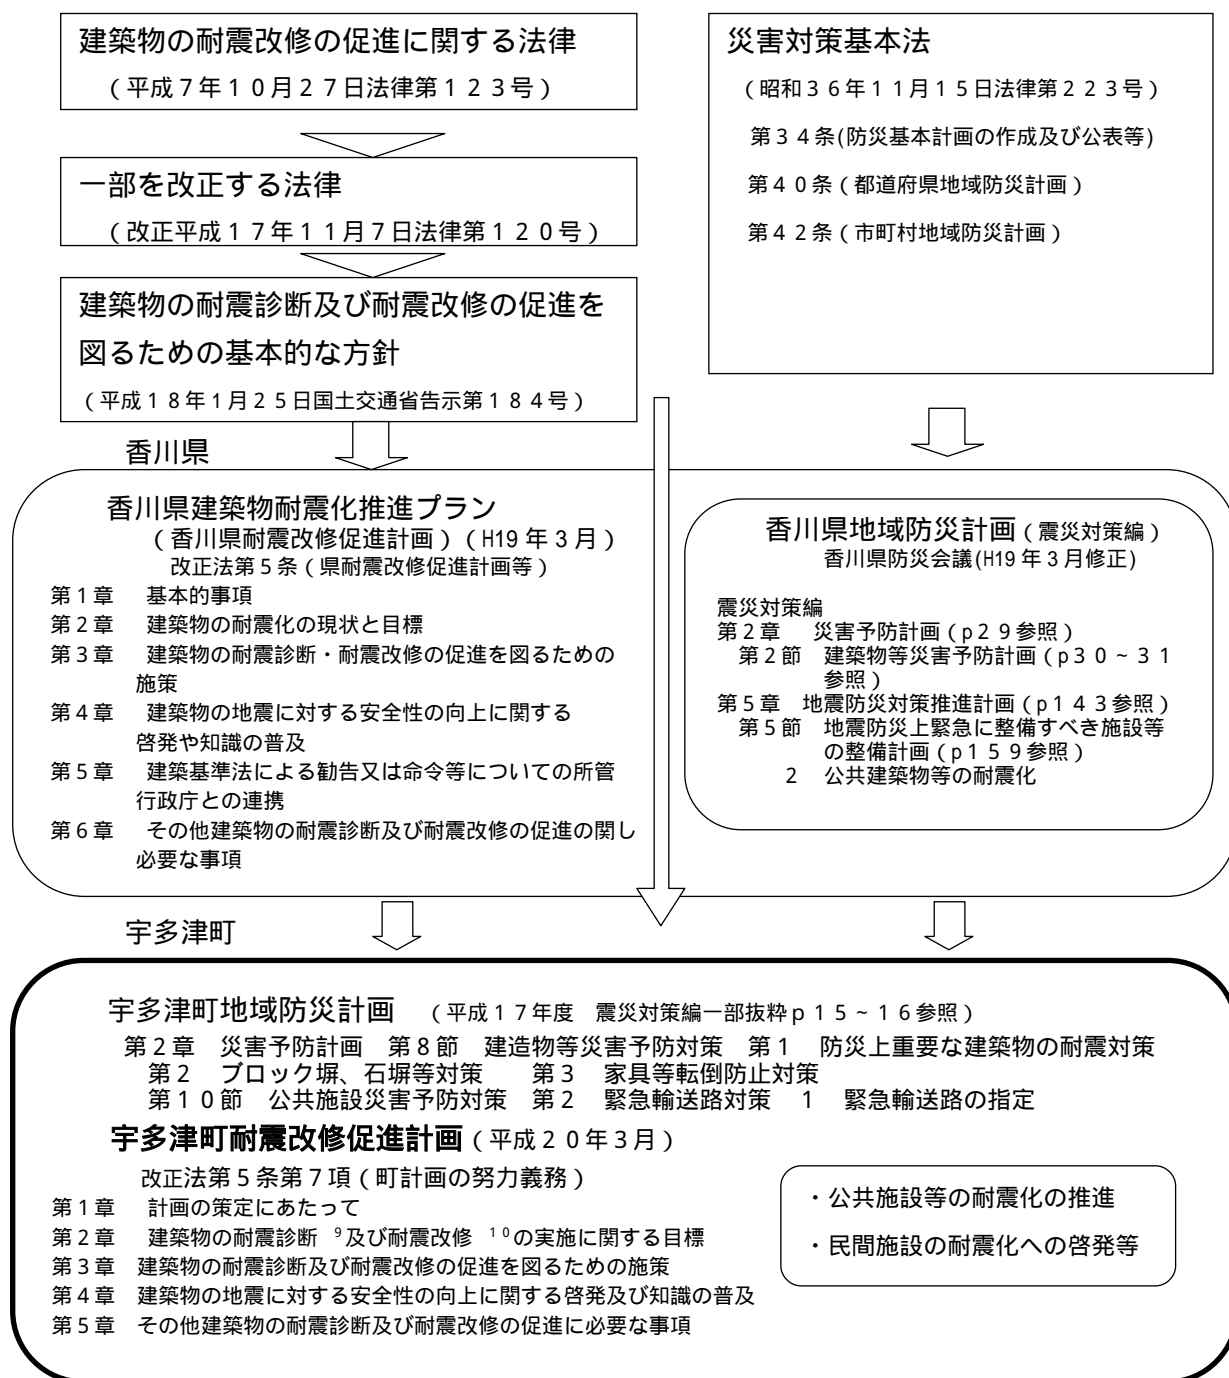 建築物の耐震改修の促進に関する法律
（平成７年１０月２７日法律第１２３号）
一部を改正する法律
（改正平成１７年１１月７日法律第１２０号）
建築物の耐震診断及び耐震改修の促進を
図るための基本的な方針
（平成１８年１月２５日国土交通省告示第１８４号）
災害対策基本法
（昭和３６年１１月１５日法律第２２３号）
第３４条(防災基本計画の作成及び公表等)
第４０条（都道府県地域防災計画）
第４２条（市町村地域防災計画）
香川県
香川県建築物耐震化推進プラン
（香川県耐震改修促進計画）（H19 年３月）
改正法第５条（県耐震改修促進計画等）
第１章　基本的事項
第２章　建築物の耐震化の現状と目標
第３章　建築物の耐震診断・耐震改修の促進を図るための
施策
第４章　建築物の地震に対する安全性の向上に関する
啓発や知識の普及
第５章　建築基準法による勧告又は命令等についての所管
行政庁との連携
第６章　その他建築物の耐震診断及び耐震改修の促進の関し
必要な事項
香川県地域防災計画（震災対策編）
香川県防災会議(H19 年３月修正)
震災対策編
第２章　災害予防計画（p２９参照）
第２節　建築物等災害予防計画（p３０～３１
参照）
第５章　地震防災対策推進計画（p１４３参照）
第５節　地震防災上緊急に整備すべき施設等
の整備計画（p１５９参照）
２　公共建築物等の耐震化
宇多津町
宇多津町地域防災計画　（平成１７年度　震災対策編一部抜粋ｐ１５～１６参照）
第２章　災害予防計画　第８節　建造物等災害予防対策　第１　防災上重要な建築物の耐震対策
第２　ブロック塀、石塀等対策　　第３　家具等転倒防止対策
第１０節　公共施設災害予防対策　第２　緊急輸送路対策　１　緊急輸送路の指定
宇多津町耐震改修促進計画（平成２０年３月）
改正法第５条第７項（町計画の努力義務）
第１章　計画の策定にあたって
第２章　建築物の耐震診断 ⁹及び耐震改修 ¹⁰の実施に関する目標
第３章　建築物の耐震診断及び耐震改修の促進を図るための施策
第４章　建築物の地震に対する安全性の向上に関する啓発及び知識の普及
第５章　その他建築物の耐震診断及び耐震改修の促進に必要な事項
・公共施設等の耐震化の推進
・民間施設の耐震化への啓発等